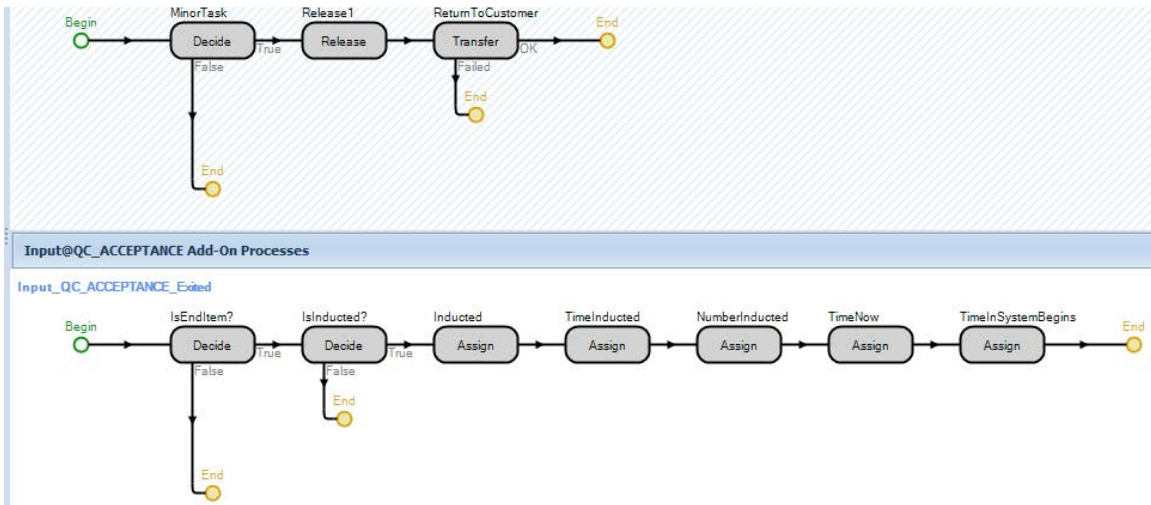 MinorTask Release1 ReturnToCustomer
Begin End
Decide Release Transfer
True OK
False Failed
End
End
Input@QC_ACCEPTANCE Add-On Processes
Input_QC_ACCEPTANCE_Exited
IsEndItem? IsInducted? Inducted TimeInducted NumberInducted TimeNow TimeInSystemBegins
Begin End
Decide Decide Assign Assign Assign Assign Assign
True True
False False
End
End